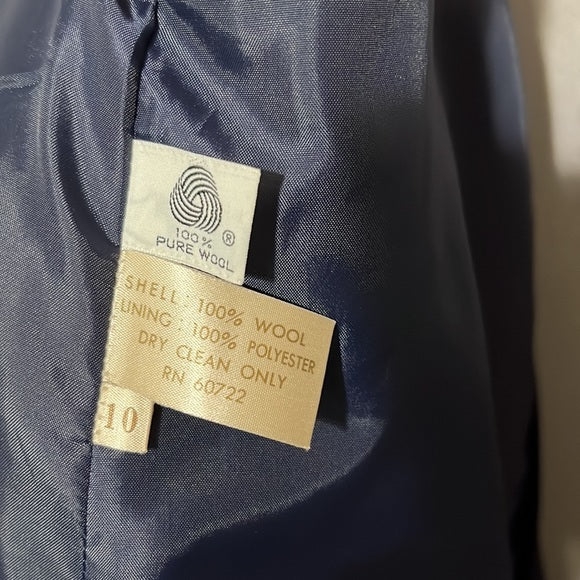 100% ®
PURE WOOL
SHELL: 100% WOOL
LINING: 100% POLYESTER
DRY CLEAN ONLY
RN 60722
10